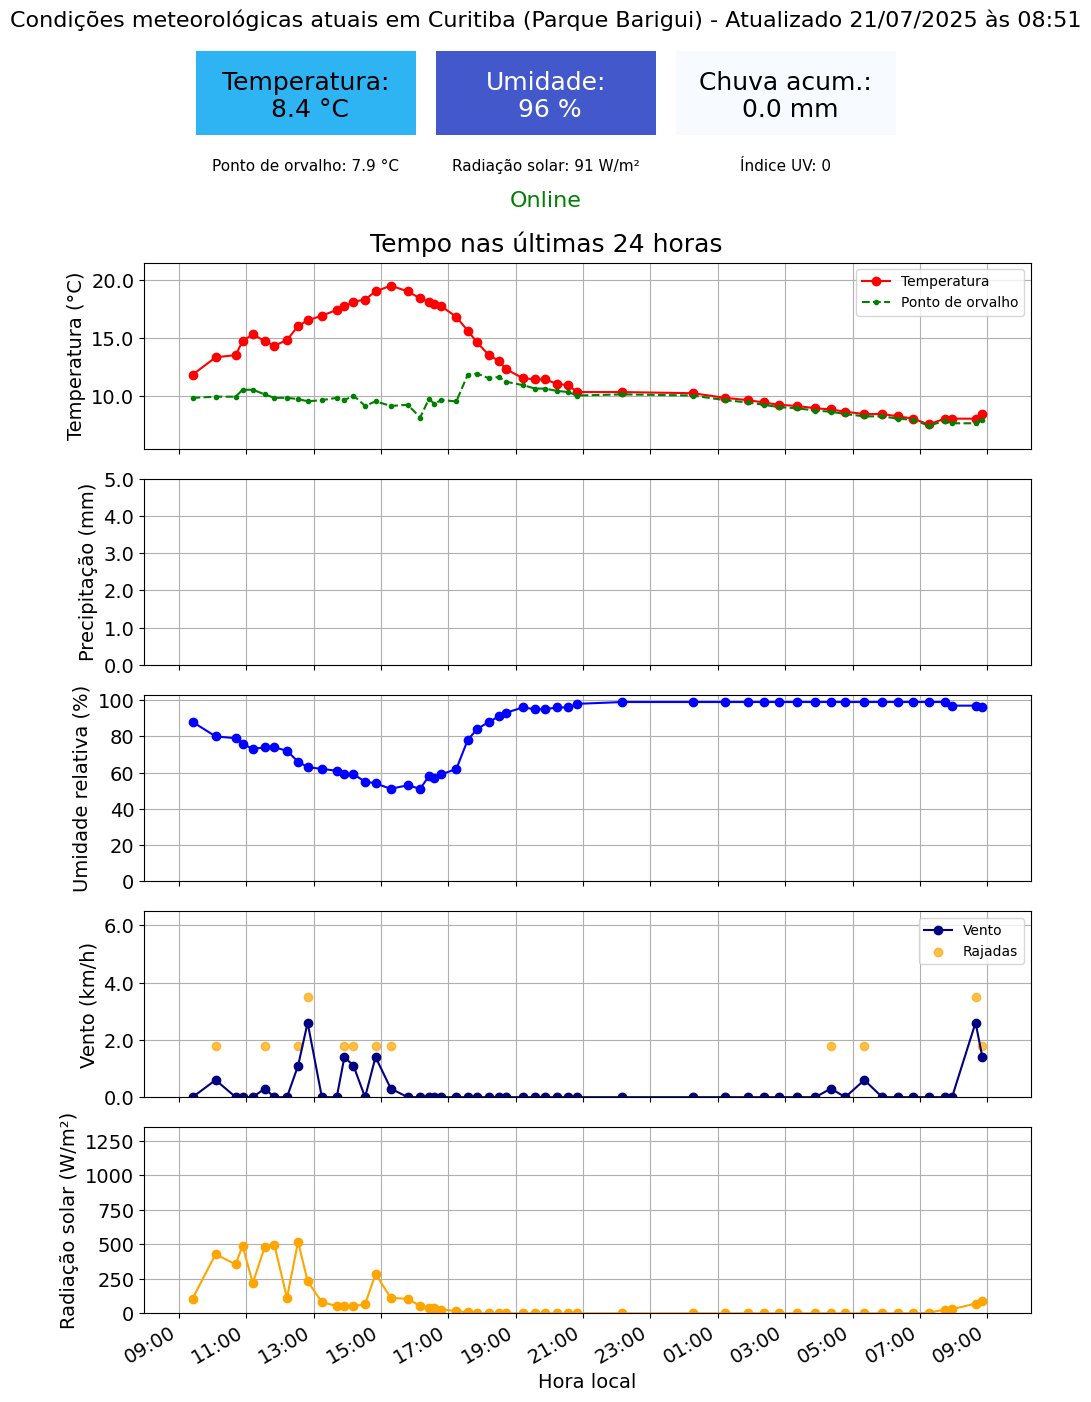 Condições meteorológicas atuais em Curitiba (Parque Barigui) - Atualizado 21/07/2025 às 08:51
Temperatura:
8.4 °C
Umidade:
96 %
Chuva acum.:
0.0 mm
Ponto de orvalho: 7.9 °C
Radiação solar: 91 W/m²
Índice UV: 0
Online
Tempo nas últimas 24 horas
Temperatura (°C)
20.0
15.0
10.0
Temperatura
Ponto de orvalho
Precipitação (mm)
5.0
4.0
3.0
2.0
1.0
0.0
Umidade relativa (%)
100
80
60
40
20
0
Vento (km/h)
6.0
4.0
2.0
0.0
Vento
Rajadas
Radiação solar (W/m²)
1250
1000
750
500
250
0
09:00
11:00
13:00
15:00
17:00
19:00
21:00
23:00
01:00
03:00
05:00
07:00
09:00
Hora local